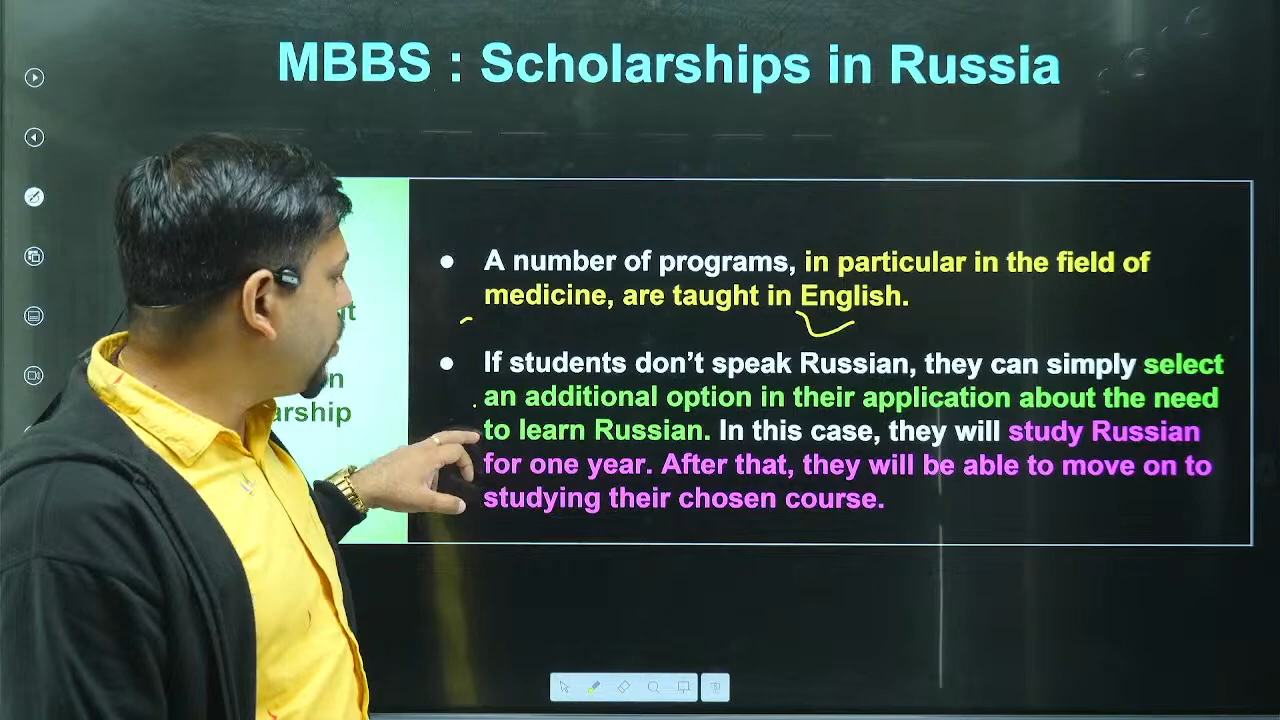 MBBS : Scholarships in Russia
A number of programs, in particular in the field of
medicine, are taught in English.
If students don’t speak Russian, they can simply select
an additional option in their application about the need
to learn Russian. In this case, they will study Russian
for one year. After that, they will be able to move on to
studying their chosen course.